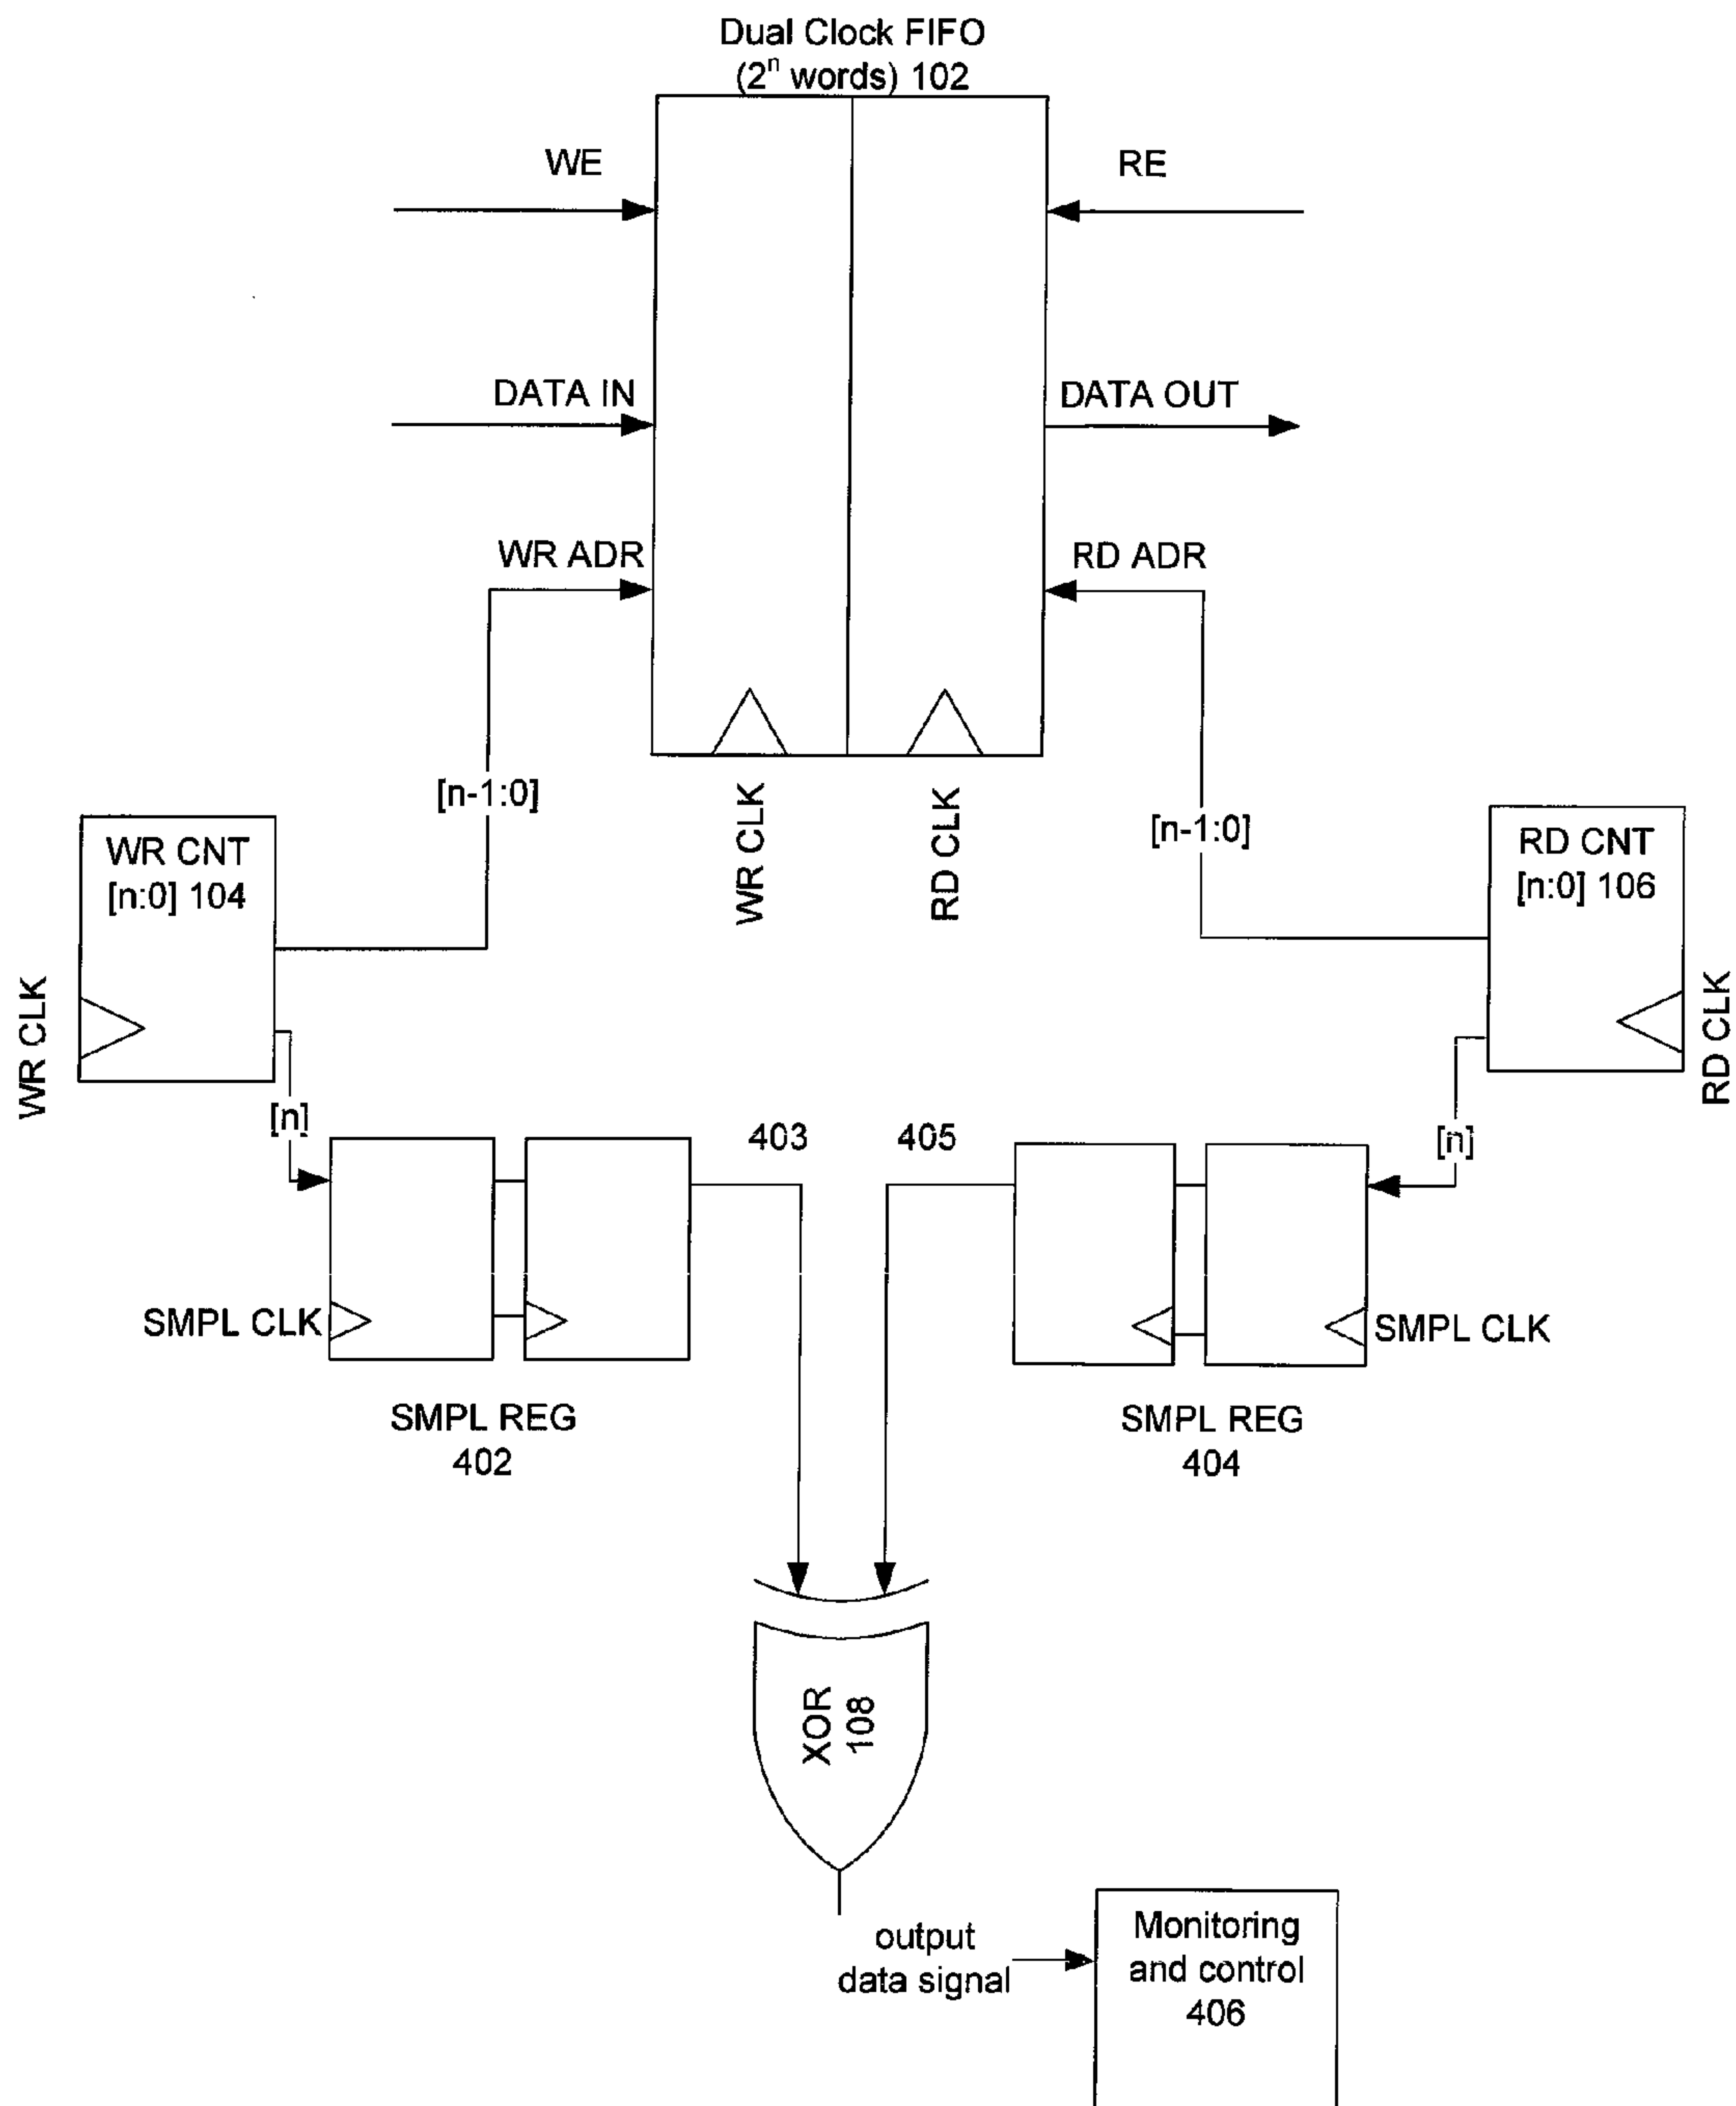 Dual Clock FIFO
(2ⁿ words) 102
WE
RE
DATA IN
DATA OUT
WR ADR
RD ADR
[n-1:0]
[n-1:0]
WR CLK
RD CLK
WR CNT
[n:0] 104
RD CNT
[n:0] 106
WR CLK
RD CLK
[n]
[n]
403
405
SMPL CLK
SMPL CLK
SMPL REG
402
SMPL REG
404
XOR
108
output
data signal
Monitoring
and control
406